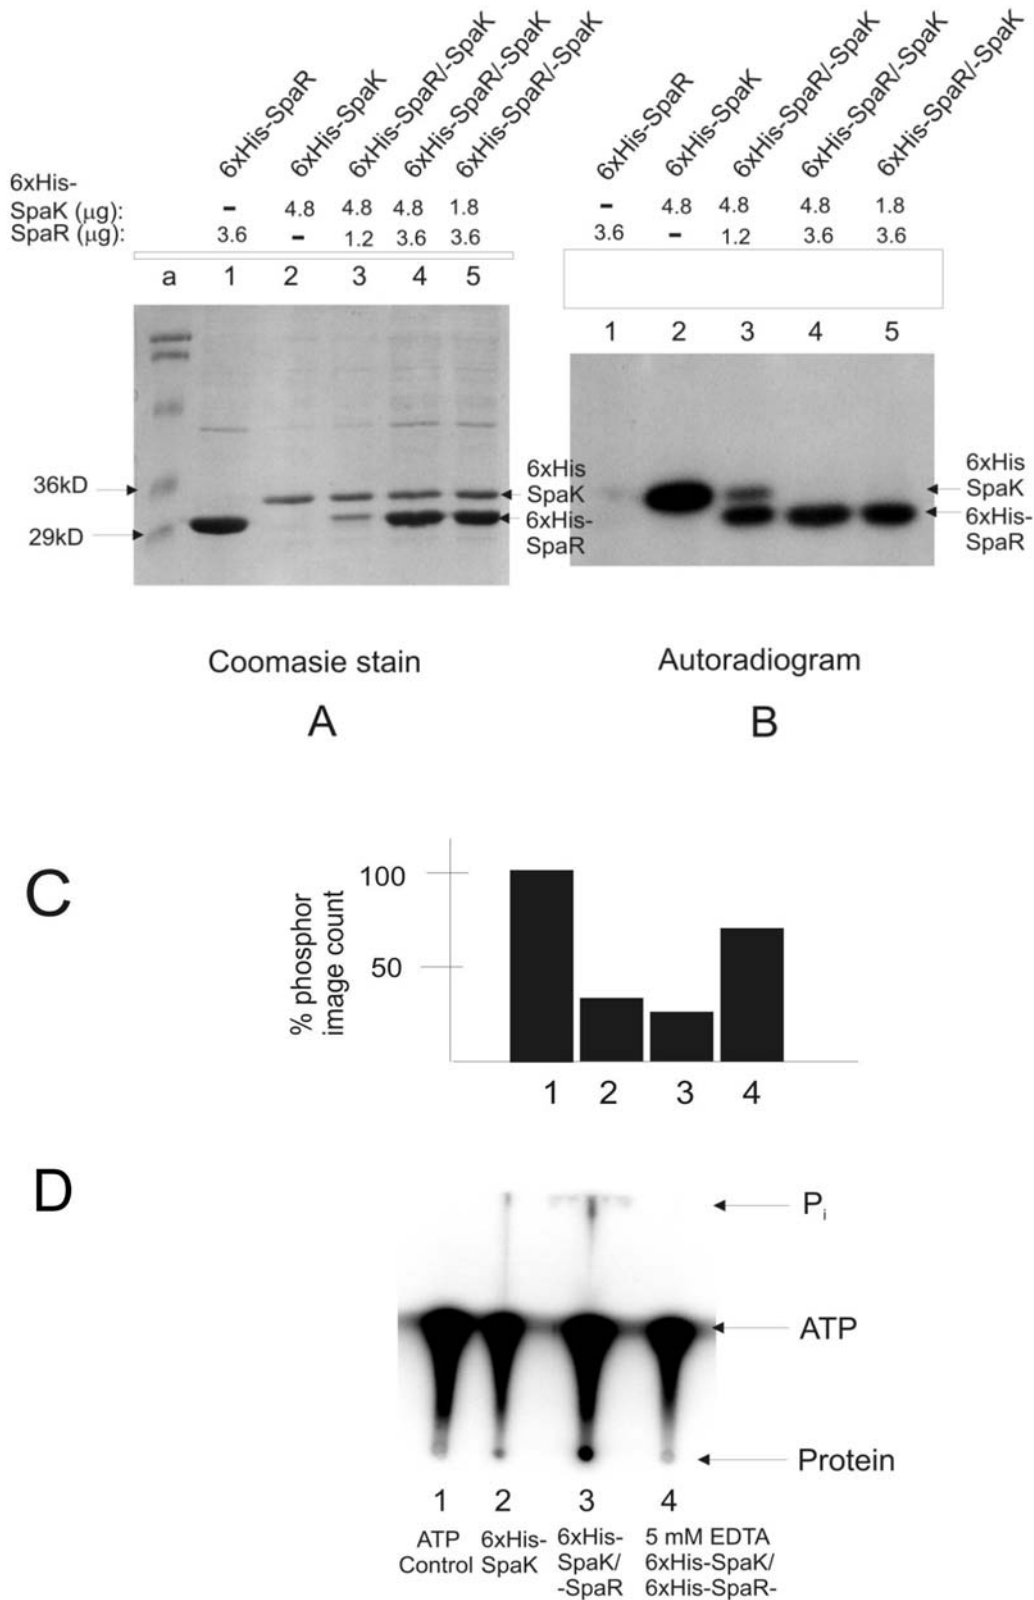 6xHis-SpaR
6xHis-SpaK
6xHis-SpaR/-SpaK
6xHis-SpaR/-SpaK
6xHis-SpaR/-SpaK
6xHis-
SpaK (µg): - 4.8 4.8 4.8 1.8
SpaR (µg): 3.6 - 1.2 3.6 3.6
a 1 2 3 4 5
36kD
29kD
6xHis
SpaK
6xHis-
SpaR
Coomasie stain
A
6xHis-SpaR
6xHis-SpaK
6xHis-SpaR/-SpaK
6xHis-SpaR/-SpaK
6xHis-SpaR/-SpaK
- 4.8 4.8 4.8 1.8
3.6 - 1.2 3.6 3.6
1 2 3 4 5
6xHis
SpaK
6xHis-
SpaR
Autoradiogram
B
C
% phosphor
image count
100
50
1 2 3 4
D
Pi
ATP
Protein
1 2 3 4
ATP
Control
6xHis-
SpaK
6xHis-
SpaK/
-SpaR
5 mM EDTA
6xHis-SpaK/
6xHis-SpaR-